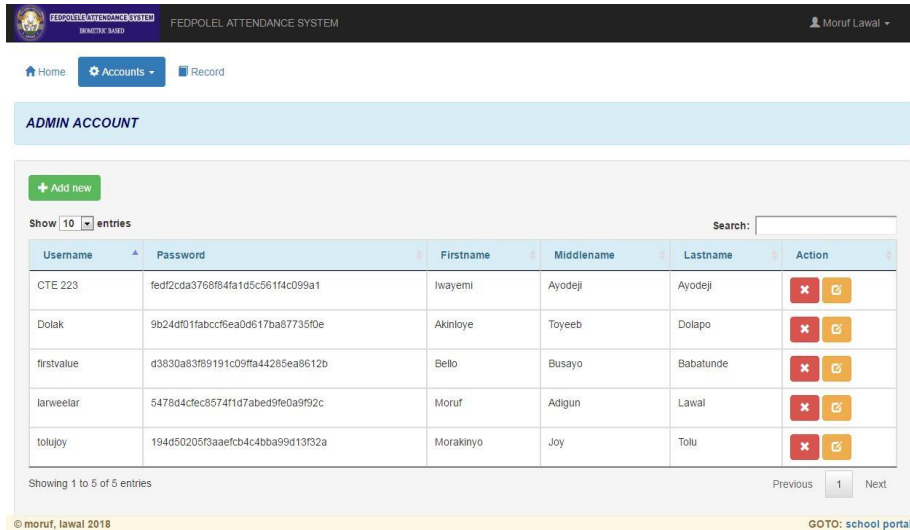 FEDPOLELE ATTENDANCE SYSTEM
BIOMETRIC BASED
FEDPOLEL ATTENDANCE SYSTEM
Moruf Lawal
Home Accounts Record
ADMIN ACCOUNT
Add new
Show 10 entries Search:
Username Password Firstname Middlename Lastname Action
CTE 223 fedf2cda3768f84fa1d5c561f4c099a1 Iwayemi Ayodeji Ayodeji
Dolak 9b24df01fabccf6ea0d617ba87735f0e Akinloye Toyeeb Dolapo
firstvalue d3830a83f89191c09ffa44285ea8612b Bello Busayo Babatunde
larweelar 5478d4cfec8574f1d7abed9fe0a9f92c Moruf Adigun Lawal
tolujoy 194d50205f3aaefcb4c4bba99d13f32a Morakinyo Joy Tolu
Showing 1 to 5 of 5 entries Previous 1 Next
© moruf, lawal 2018 GOTO: school portal